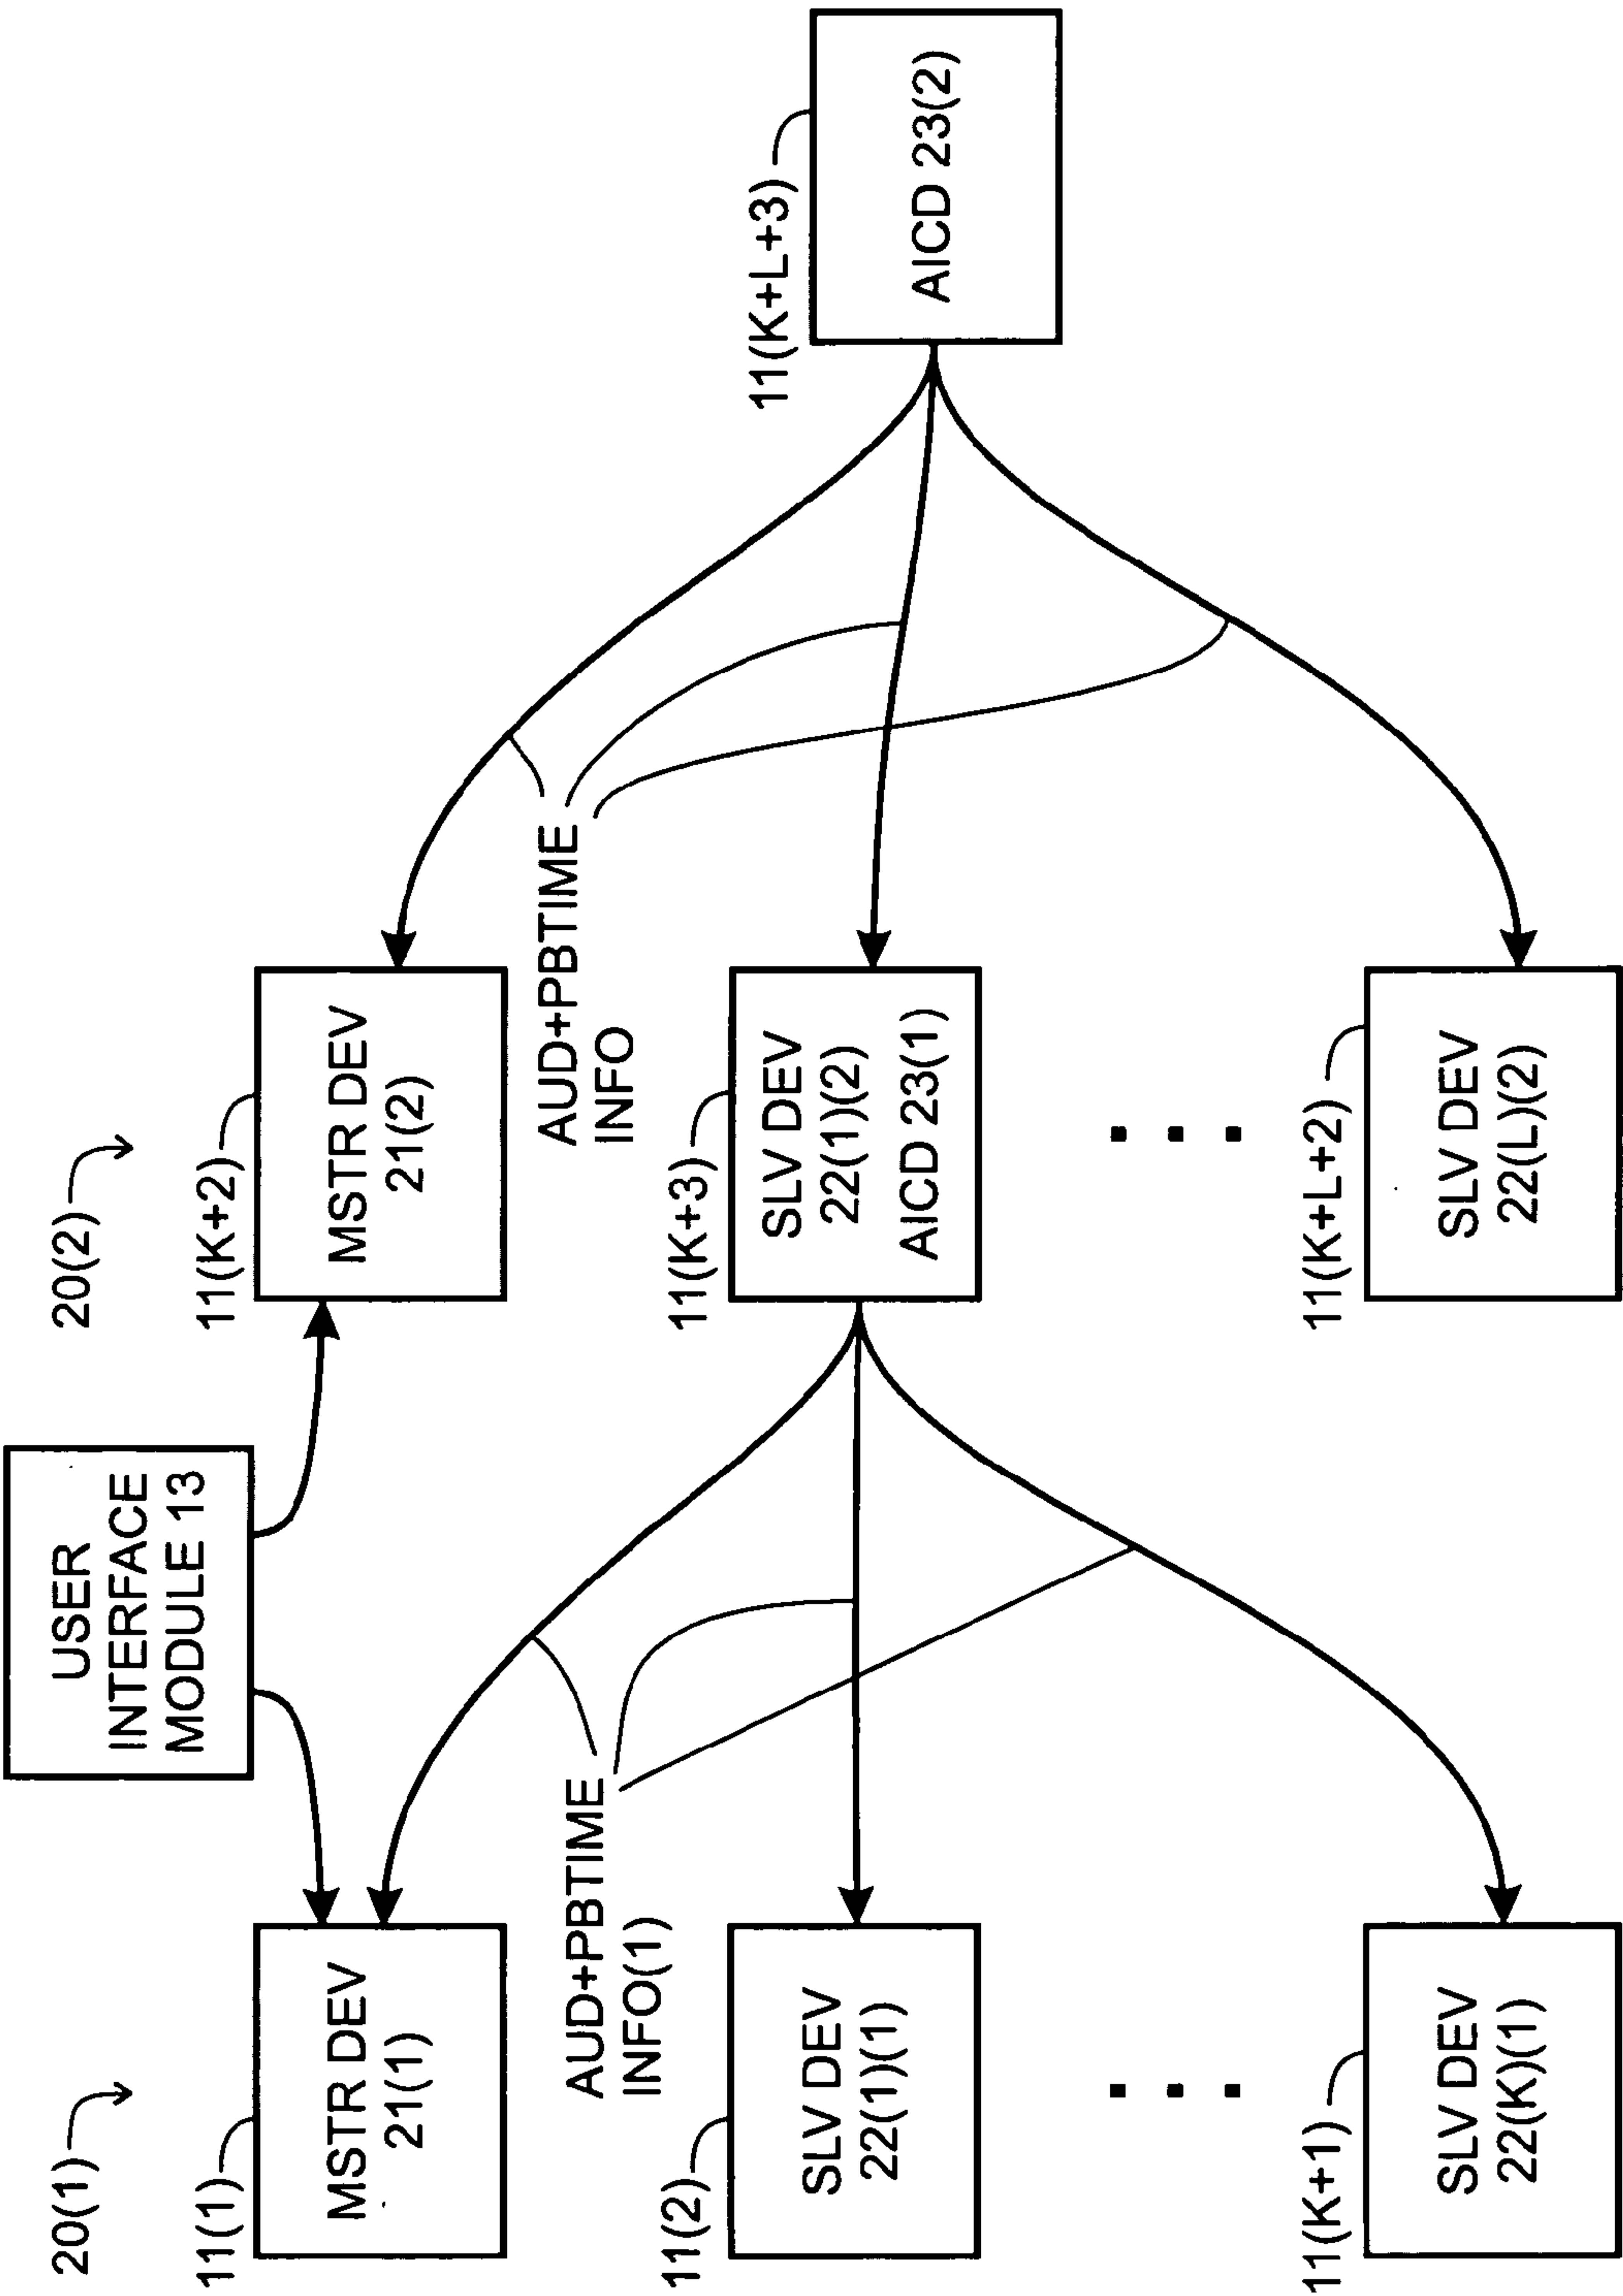 USER
INTERFACE
MODULE 13
20(1)
11(1)
MSTR DEV
21(1)
AUD+PBTIME
INFO(1)
11(2)
SLV DEV
22(1)(1)
11(K+1)
SLV DEV
22(K)(1)
20(2)
11(K+2)
MSTR DEV
21(2)
AUD+PBTIME
INFO
11(K+3)
SLV DEV
22(1)(2)
AICD 23(1)
11(K+L+2)
SLV DEV
22(L)(2)
11(K+L+3)
AICD 23(2)